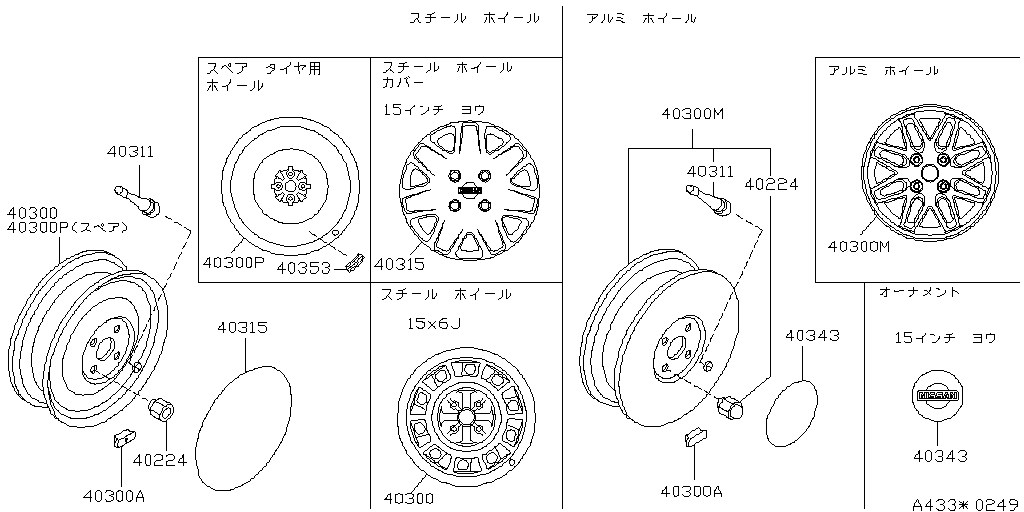 スチール ホイール
アルミ ホイール
スペア タイヤ用
ホイール
スチール ホイール
カバー
15インチ ヨウ
アルミ ホイール
40300M
40311
40311
40224
40300
40300P(スペア)
40300M
40300P
40353
40315
スチール ホイール
オーナメント
15×6J
40315
40343
15インチ ヨウ
NISSAN
40224
40343
40300A
40300
40300A
A433* 0249